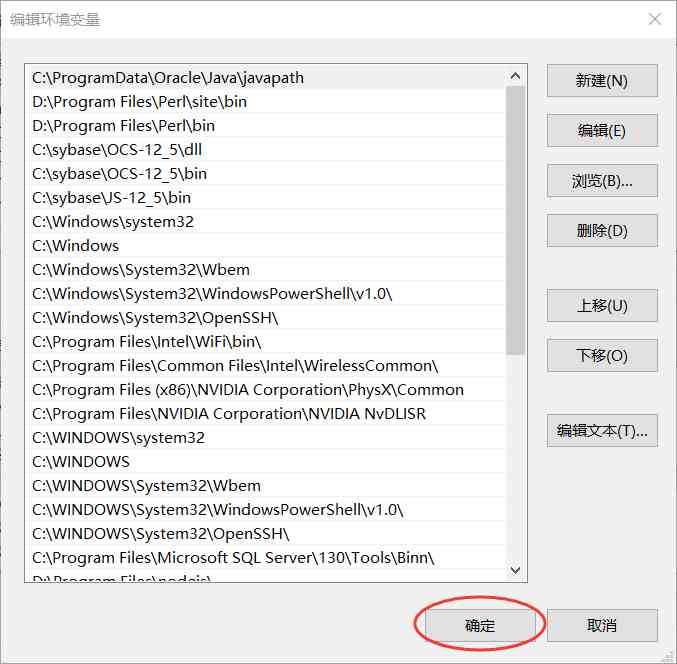 编辑环境变量
C:\ProgramData\Oracle\Java\javapath
D:\Program Files\Perl\site\bin
D:\Program Files\Perl\bin
C:\sybase\OCS-12_5\dll
C:\sybase\OCS-12_5\bin
C:\sybase\JS-12_5\bin
C:\Windows\system32
C:\Windows
C:\Windows\System32\Wbem
C:\Windows\System32\WindowsPowerShell\v1.0\
C:\Windows\System32\OpenSSH\
C:\Program Files\Intel\WiFi\bin\
C:\Program Files\Common Files\Intel\WirelessCommon\
C:\Program Files (x86)\NVIDIA Corporation\PhysX\Common
C:\Program Files\NVIDIA Corporation\NVIDIA NvDLISR
C:\WINDOWS\system32
C:\WINDOWS
C:\WINDOWS\System32\Wbem
C:\WINDOWS\System32\WindowsPowerShell\v1.0\
C:\WINDOWS\System32\OpenSSH\
C:\Program Files\Microsoft SQL Server\130\Tools\Binn\
D:\Program Files\nodejs\
新建(N)
编辑(E)
浏览(B)...
删除(D)
上移(U)
下移(O)
编辑文本(T)...
确定
取消